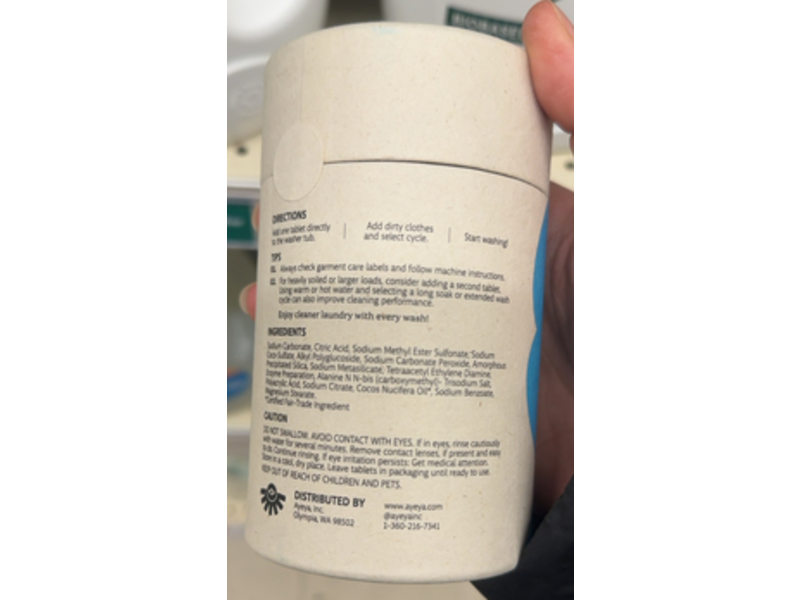 DIRECTIONS
Add one tablet directly
to the washer tub.
Add dirty clothes
and select cycle.
Start washing!
TIPS
01. Always check garment care labels and follow machine instructions.
02. For heavily soiled or larger loads, consider adding a second tablet.
Using warm or hot water and selecting a long soak or extended wash
cycle can also improve cleaning performance.
Enjoy cleaner laundry with every wash!
INGREDIENTS
Sodium Carbonate, Citric Acid, Sodium Methyl Ester Sulfonate, Sodium
Coco-Sulfate, Alkyl Polyglucoside, Sodium Carbonate Peroxide, Amorphous
Precipitated Silica, Sodium Metasilicate, Tetraacetyl Ethylene Diamine,
Enzyme Preparation, Alanine N N-bis (carboxymethyl)- Trisodium Salt,
Polyacrylic Acid, Sodium Citrate, Cocos Nucifera Oil*, Sodium Benzoate,
Magnesium Stearate.
*Certified Fair-Trade Ingredient
CAUTION
DO NOT SWALLOW. AVOID CONTACT WITH EYES. If in eyes, rinse cautiously
with water for several minutes. Remove contact lenses, if present and easy
to do. Continue rinsing. If eye irritation persists: Get medical attention.
Store in a cool, dry place. Leave tablets in packaging until ready to use.
KEEP OUT OF REACH OF CHILDREN AND PETS.
DISTRIBUTED BY
Ayeya, Inc.
Olympia, WA 98502
www.ayeya.com
@ayeyainc
1-360-216-7341